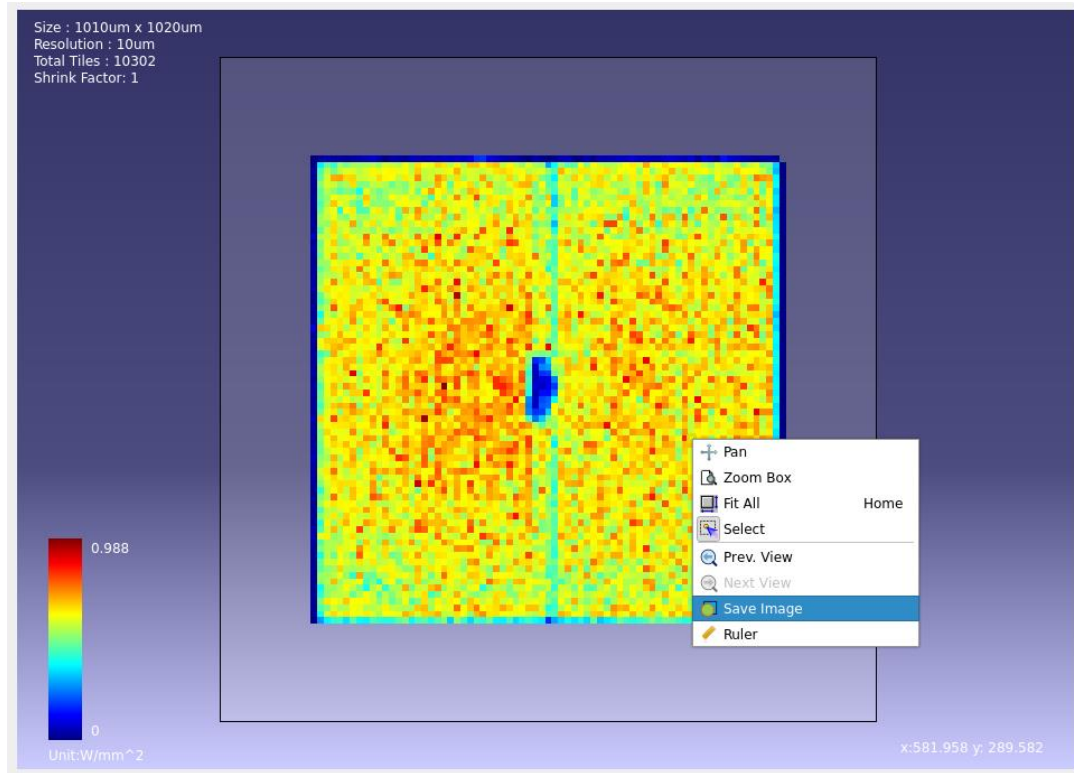 Size : 1010um x 1020um
Resolution : 10um
Total Tiles : 10302
Shrink Factor: 1
Pan
Zoom Box
Fit All Home
Select
Prev. View
Next View
Save Image
Ruler
0.988
0
Unit:W/mm^2
x:581.958 y: 289.582